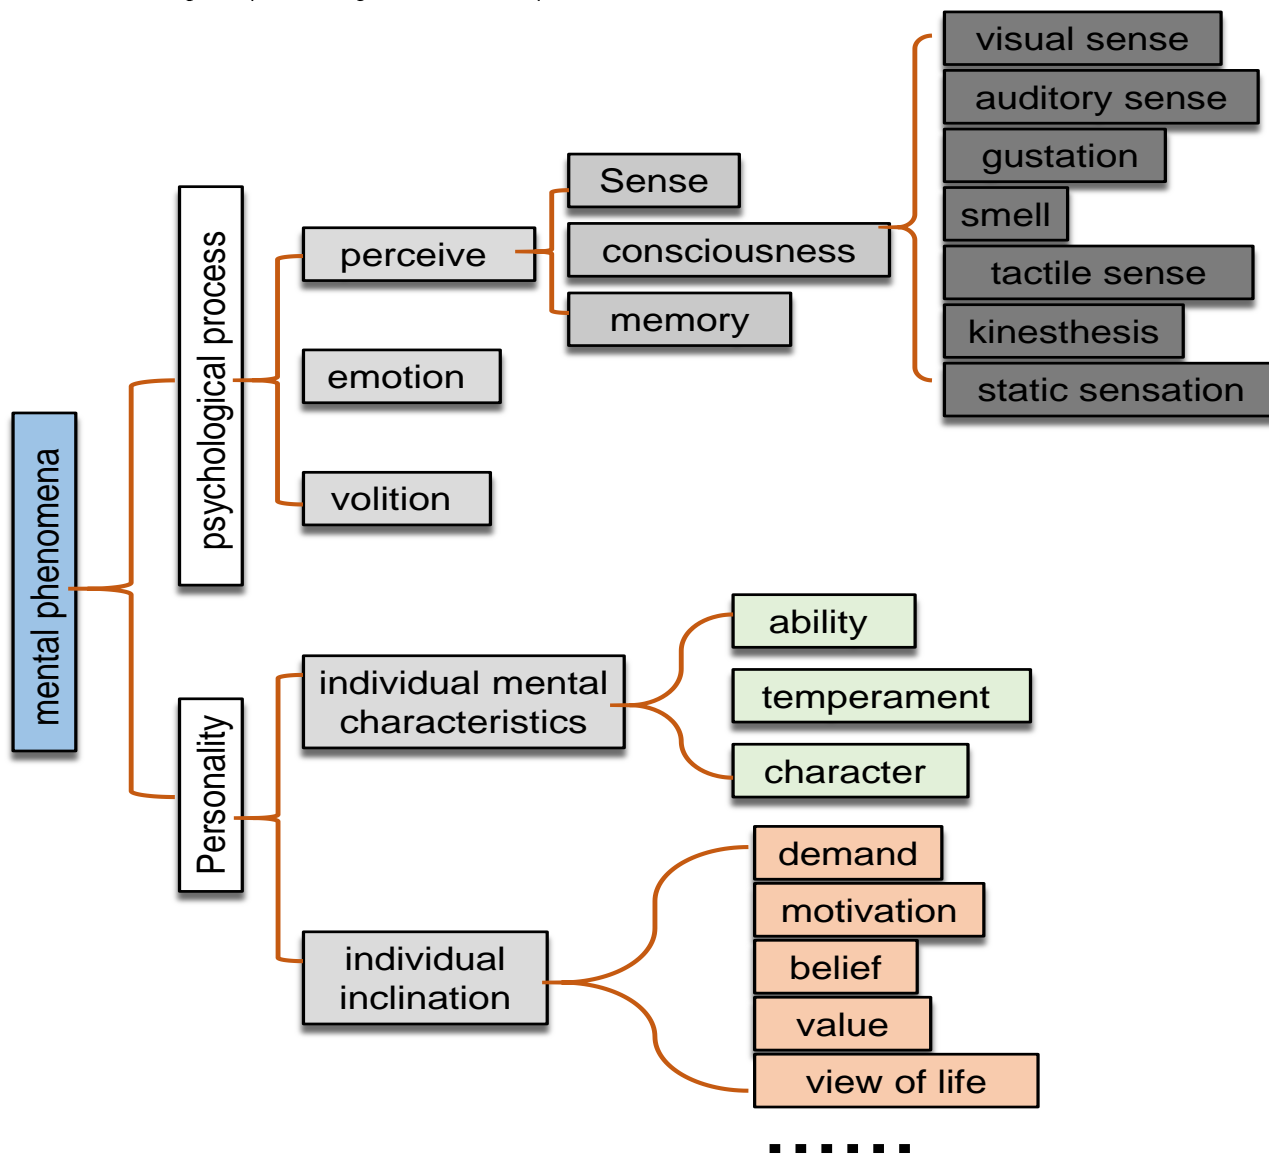 mental phenomena
psychological process
perceive
Sense
consciousness
memory
visual sense
auditory sense
gustation
smell
tactile sense
kinesthesis
static sensation
emotion
volition
Personality
individual mental
characteristics
ability
temperament
character
individual
inclination
demand
motivation
belief
value
view of life
......